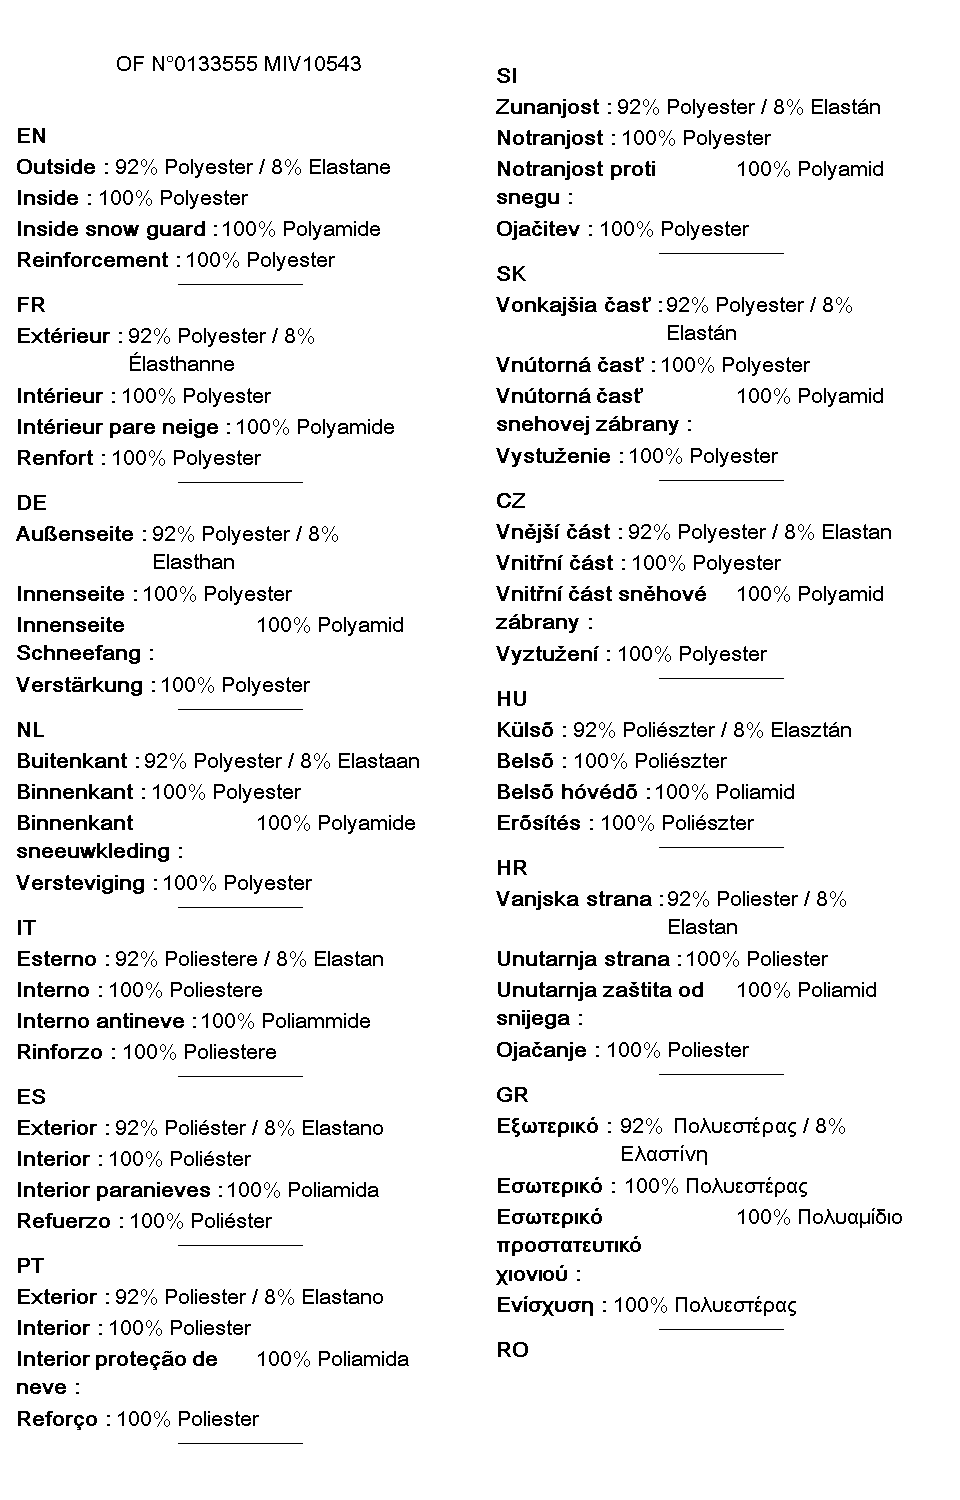 OF N°0133555 MIV10543
EN
Outside : 92% Polyester / 8% Elastane
Inside : 100% Polyester
Inside snow guard : 100% Polyamide
Reinforcement : 100% Polyester
FR
Extérieur : 92% Polyester / 8%
Élasthanne
Intérieur : 100% Polyester
Intérieur pare neige : 100% Polyamide
Renfort : 100% Polyester
DE
Außenseite : 92% Polyester / 8%
Elasthan
Innenseite : 100% Polyester
Innenseite 100% Polyamid
Schneefang :
Verstärkung : 100% Polyester
NL
Buitenkant : 92% Polyester / 8% Elastaan
Binnenkant : 100% Polyester
Binnenkant 100% Polyamide
sneeuwkleding :
Versteviging : 100% Polyester
IT
Esterno : 92% Poliestere / 8% Elastan
Interno : 100% Poliestere
Interno antineve : 100% Poliammide
Rinforzo : 100% Poliestere
ES
Exterior : 92% Poliéster / 8% Elastano
Interior : 100% Poliéster
Interior paranieves : 100% Poliamida
Refuerzo : 100% Poliéster
PT
Exterior : 92% Poliester / 8% Elastano
Interior : 100% Poliester
Interior proteção de 100% Poliamida
neve :
Reforço : 100% Poliester
SI
Zunanjost : 92% Polyester / 8% Elastán
Notranjost : 100% Polyester
Notranjost proti 100% Polyamid
snegu :
Ojačitev : 100% Polyester
SK
Vonkajšia časť : 92% Polyester / 8%
Elastán
Vnútorná časť : 100% Polyester
Vnútorná časť 100% Polyamid
snehovej zábrany :
Vystuženie : 100% Polyester
CZ
Vnější část : 92% Polyester / 8% Elastan
Vnitřní část : 100% Polyester
Vnitřní část sněhové 100% Polyamid
zábrany :
Vyztužení : 100% Polyester
HU
Külsõ : 92% Poliészter / 8% Elasztán
Belsõ : 100% Poliészter
Belsõ hóvédõ : 100% Poliamid
Erõsítés : 100% Poliészter
HR
Vanjska strana : 92% Poliester / 8%
Elastan
Unutarnja strana : 100% Poliester
Unutarnja zaštita od 100% Poliamid
snijega :
Ojačanje : 100% Poliester
GR
Εξωτερικό : 92% Πολυεστέρας / 8%
Ελαστίνη
Εσωτερικό : 100% Πολυεστέρας
Εσωτερικό 100% Πολυαμίδιο
προστατευτικό
χιονιού :
Ενίσχυση : 100% Πολυεστέρας
RO